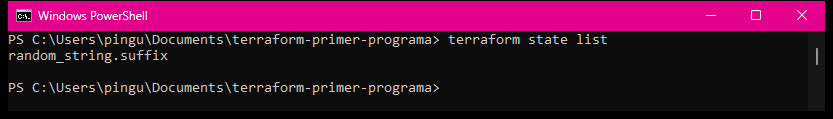 Windows PowerShell
PS C:\Users\pingu\Documents\terraform-primer-programa> terraform state list
random_string.suffix
PS C:\Users\pingu\Documents\terraform-primer-programa>